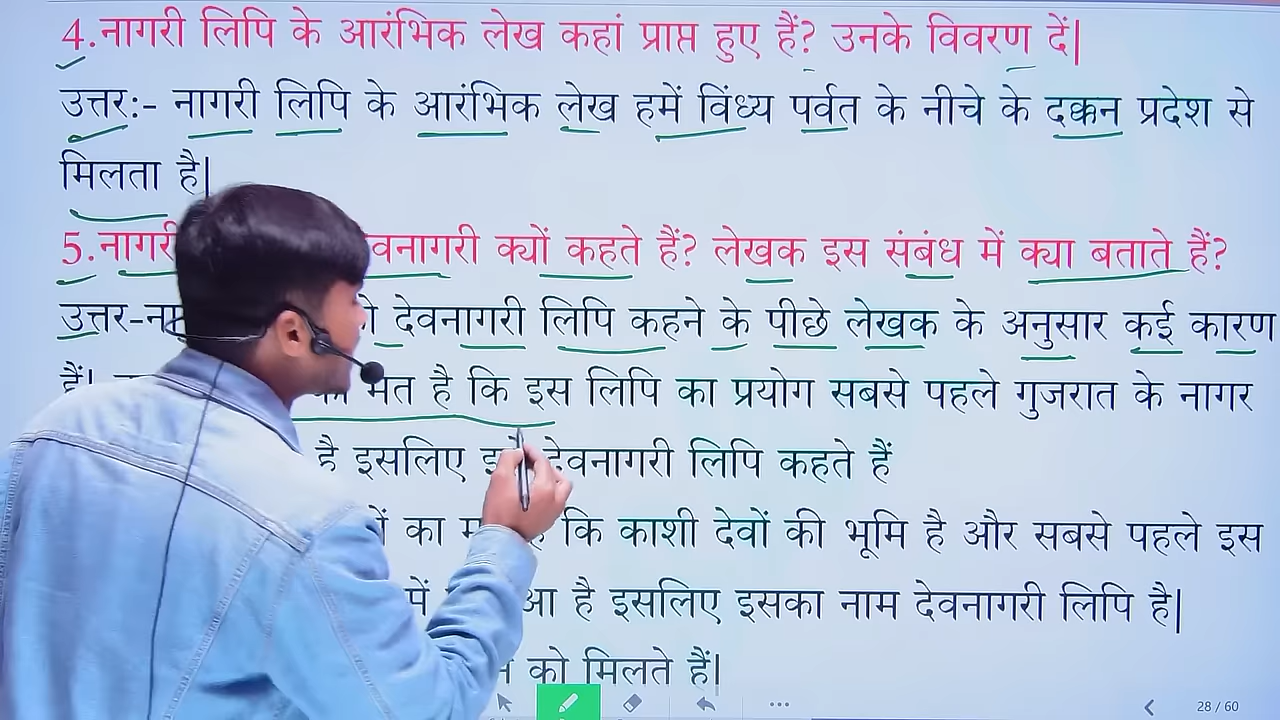 4.नागरी लिपि के आरंभिक लेख कहां प्राप्त हुए हैं? उनके विवरण दें|
उत्तर:- नागरी लिपि के आरंभिक लेख हमें विंध्य पर्वत के नीचे के दक्कन प्रदेश से
मिलता है|
5.नागरी क्यों कहते हैं? लेखक इस संबंध में क्या बताते हैं?
उत्तर- देवनागरी लिपि कहने के पीछे लेखक के अनुसार कई कारण
हैं| मत है कि इस लिपि का प्रयोग सबसे पहले गुजरात के नागर
है इसलिए देवनागरी लिपि कहते हैं
का कि काशी देवों की भूमि है और सबसे पहले इस
में है इसलिए इसका नाम देवनागरी लिपि है|
को मिलते हैं|
28 / 60